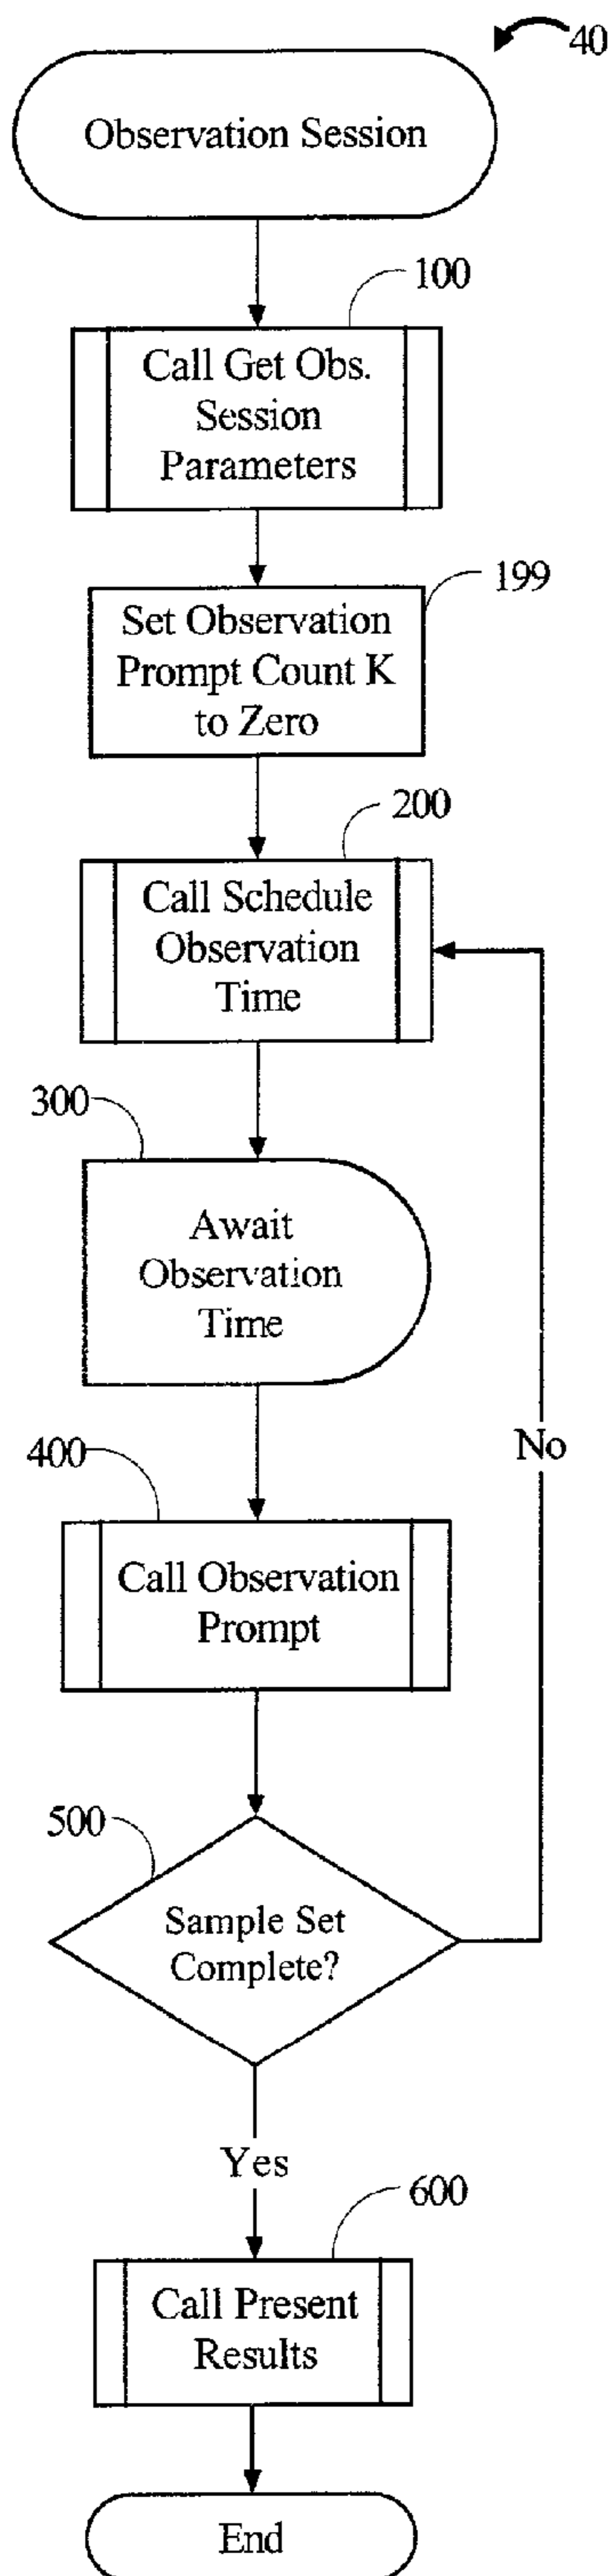 40
Observation Session
100
Call Get Obs.
Session
Parameters
199
Set Observation
Prompt Count K
to Zero
200
Call Schedule
Observation
Time
300
Await
Observation
Time
400
No
Call Observation
Prompt
500
Sample Set
Complete?
Yes
600
Call Present
Results
End